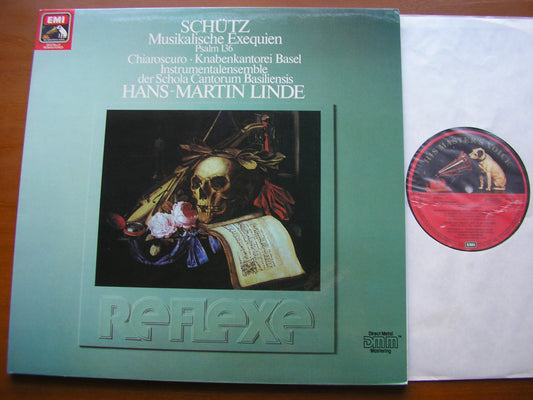 EMI
SCHÜTZ
Musikalische Exequien
Psalm 136
Chiaroscuro · Knabenkantorei Basel
Instrumentalensemble
der Schola Cantorum Basiliensis
HANS-MARTIN LINDE
REFLEXE
Direct Metal
DMM
Mastering
HIS MASTER'S VOICE
EMI